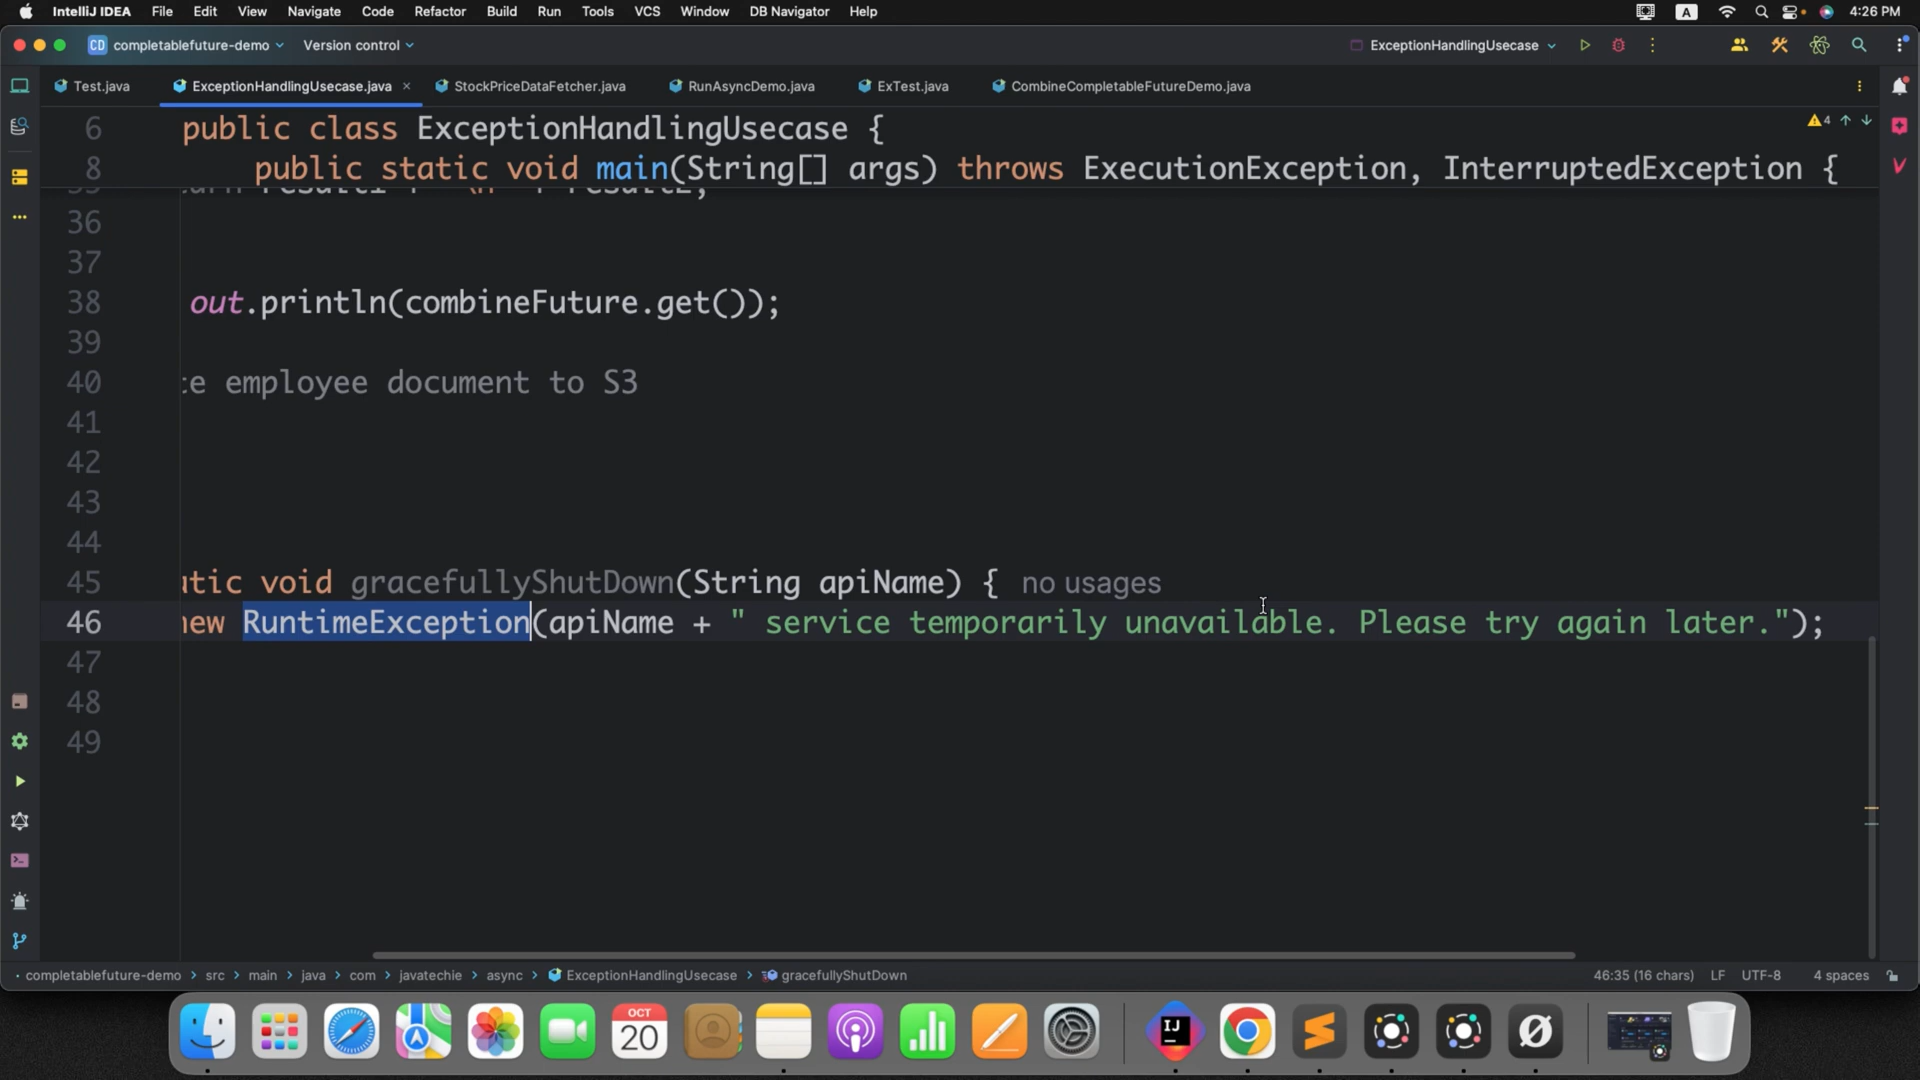 IntelliJ IDEA File Edit View Navigate Code Refactor Build Run Tools VCS Window DB Navigator Help A 4:26 PM
CD completablefuture-demo Version control ExceptionHandlingUsecase
Test.java ExceptionHandlingUsecase.java StockPriceDataFetcher.java RunAsyncDemo.java ExTest.java CombineCompletableFutureDemo.java
6 public class ExceptionHandlingUsecase { 4
8 public static void main(String[] args) throws ExecutionException, InterruptedException {
36
37
38 out.println(combineFuture.get());
39
40 employee document to S3
41
42
43
44
45 void gracefullyShutDown(String apiName) { no usages
46 new RuntimeException(apiName + " service temporarily unavailable. Please try again later.");
47
48
49
completablefuture-demo > src > main > java > com > javatechie > async > ExceptionHandlingUsecase > gracefullyShutDown 46:35 (16 chars) LF UTF-8 4 spaces
OCT
20
IJ